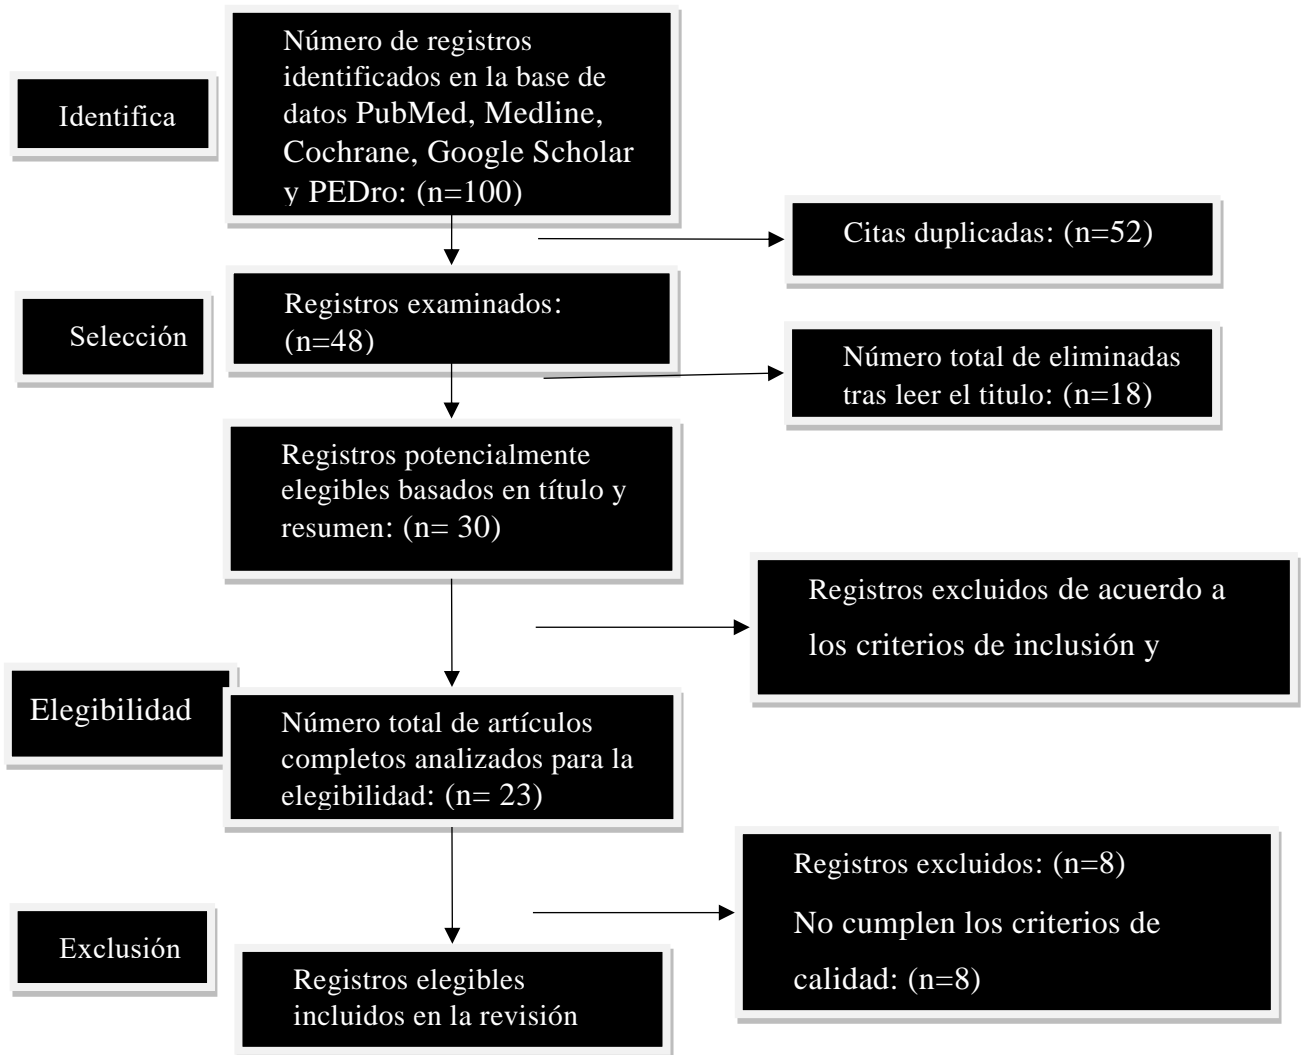 Identifica
Número de registros
identificados en la base de
datos PubMed, Medline,
Cochrane, Google Scholar
y PEDro: (n=100)
Citas duplicadas: (n=52)
Selección
Registros examinados:
(n=48)
Número total de eliminadas
tras leer el titulo: (n=18)
Registros potencialmente
elegibles basados en título y
resumen: (n= 30)
Registros excluidos de acuerdo a
los criterios de inclusión y
Elegibilidad
Número total de artículos
completos analizados para la
elegibilidad: (n= 23)
Registros excluidos: (n=8)
No cumplen los criterios de
calidad: (n=8)
Exclusión
Registros elegibles
incluidos en la revisión